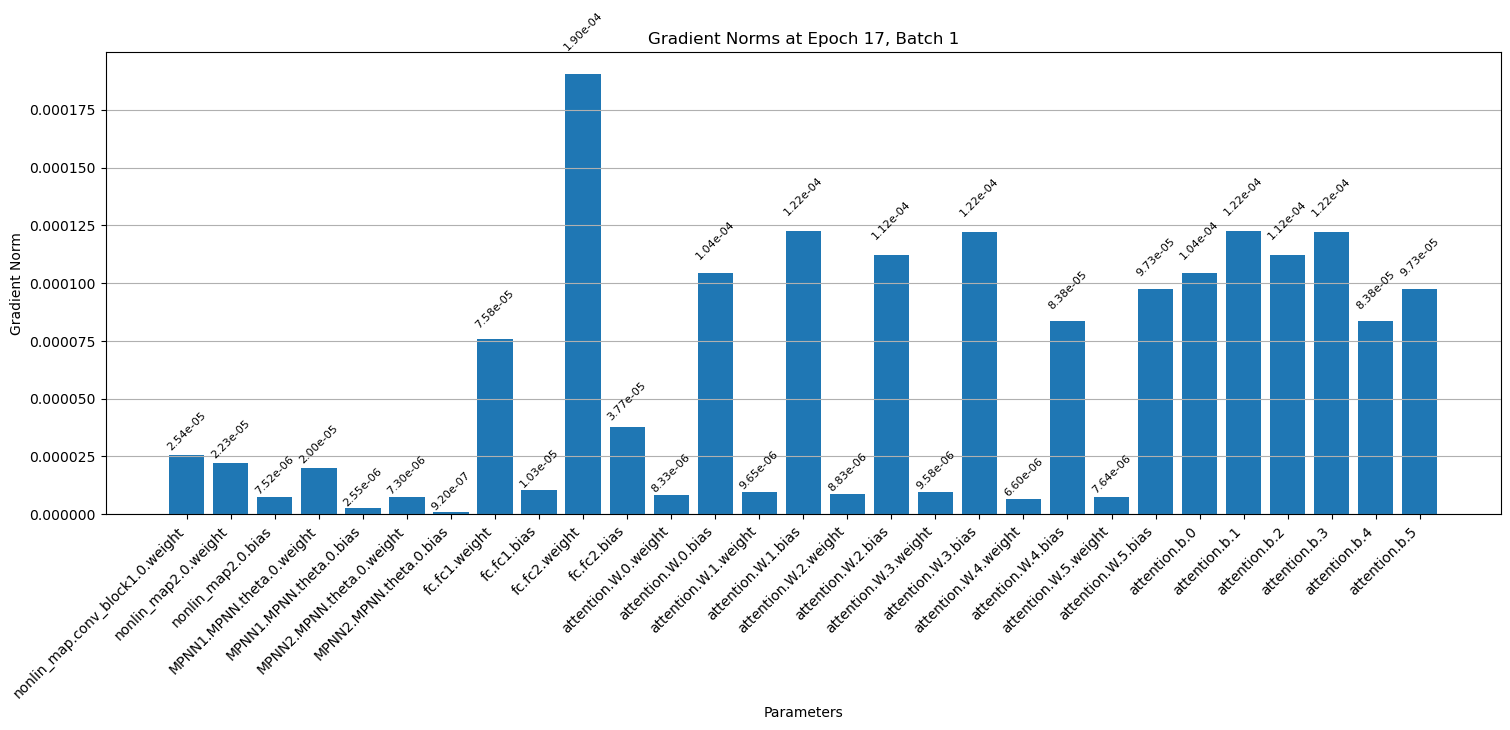 Gradient Norms at Epoch 17, Batch 1
Gradient Norm
0.000175
0.000150
0.000125
0.000100
0.000075
0.000050
0.000025
0.000000
2.54e-05
2.23e-05
7.52e-06
2.00e-05
2.55e-06
7.30e-06
9.20e-07
7.58e-05
1.03e-05
1.90e-04
3.77e-05
8.33e-06
1.04e-04
9.65e-06
1.22e-04
8.83e-06
1.12e-04
9.58e-06
1.22e-04
6.60e-06
8.38e-05
7.64e-06
9.73e-05
1.04e-04
1.22e-04
1.12e-04
1.22e-04
8.38e-05
9.73e-05
nonlin_map.conv_block1.0.weight
nonlin_map2.0.weight
nonlin_map2.0.bias
MPNN1.MPNN.theta.0.weight
MPNN1.MPNN.theta.0.bias
MPNN2.MPNN.theta.0.weight
MPNN2.MPNN.theta.0.bias
fc.fc1.weight
fc.fc1.bias
fc.fc2.weight
fc.fc2.bias
attention.W.0.weight
attention.W.0.bias
attention.W.1.weight
attention.W.1.bias
attention.W.2.weight
attention.W.2.bias
attention.W.3.weight
attention.W.3.bias
attention.W.4.weight
attention.W.4.bias
attention.W.5.weight
attention.W.5.bias
attention.b.0
attention.b.1
attention.b.2
attention.b.3
attention.b.4
attention.b.5
Parameters